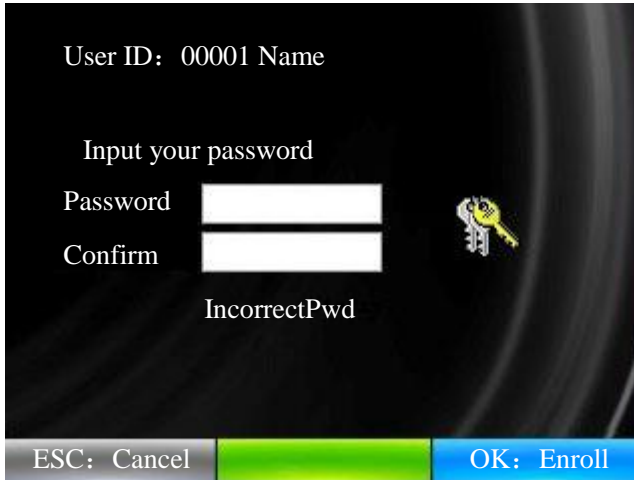 User ID：00001 Name
Input your password
Password
Confirm
IncorrectPwd
ESC：Cancel
OK：Enroll